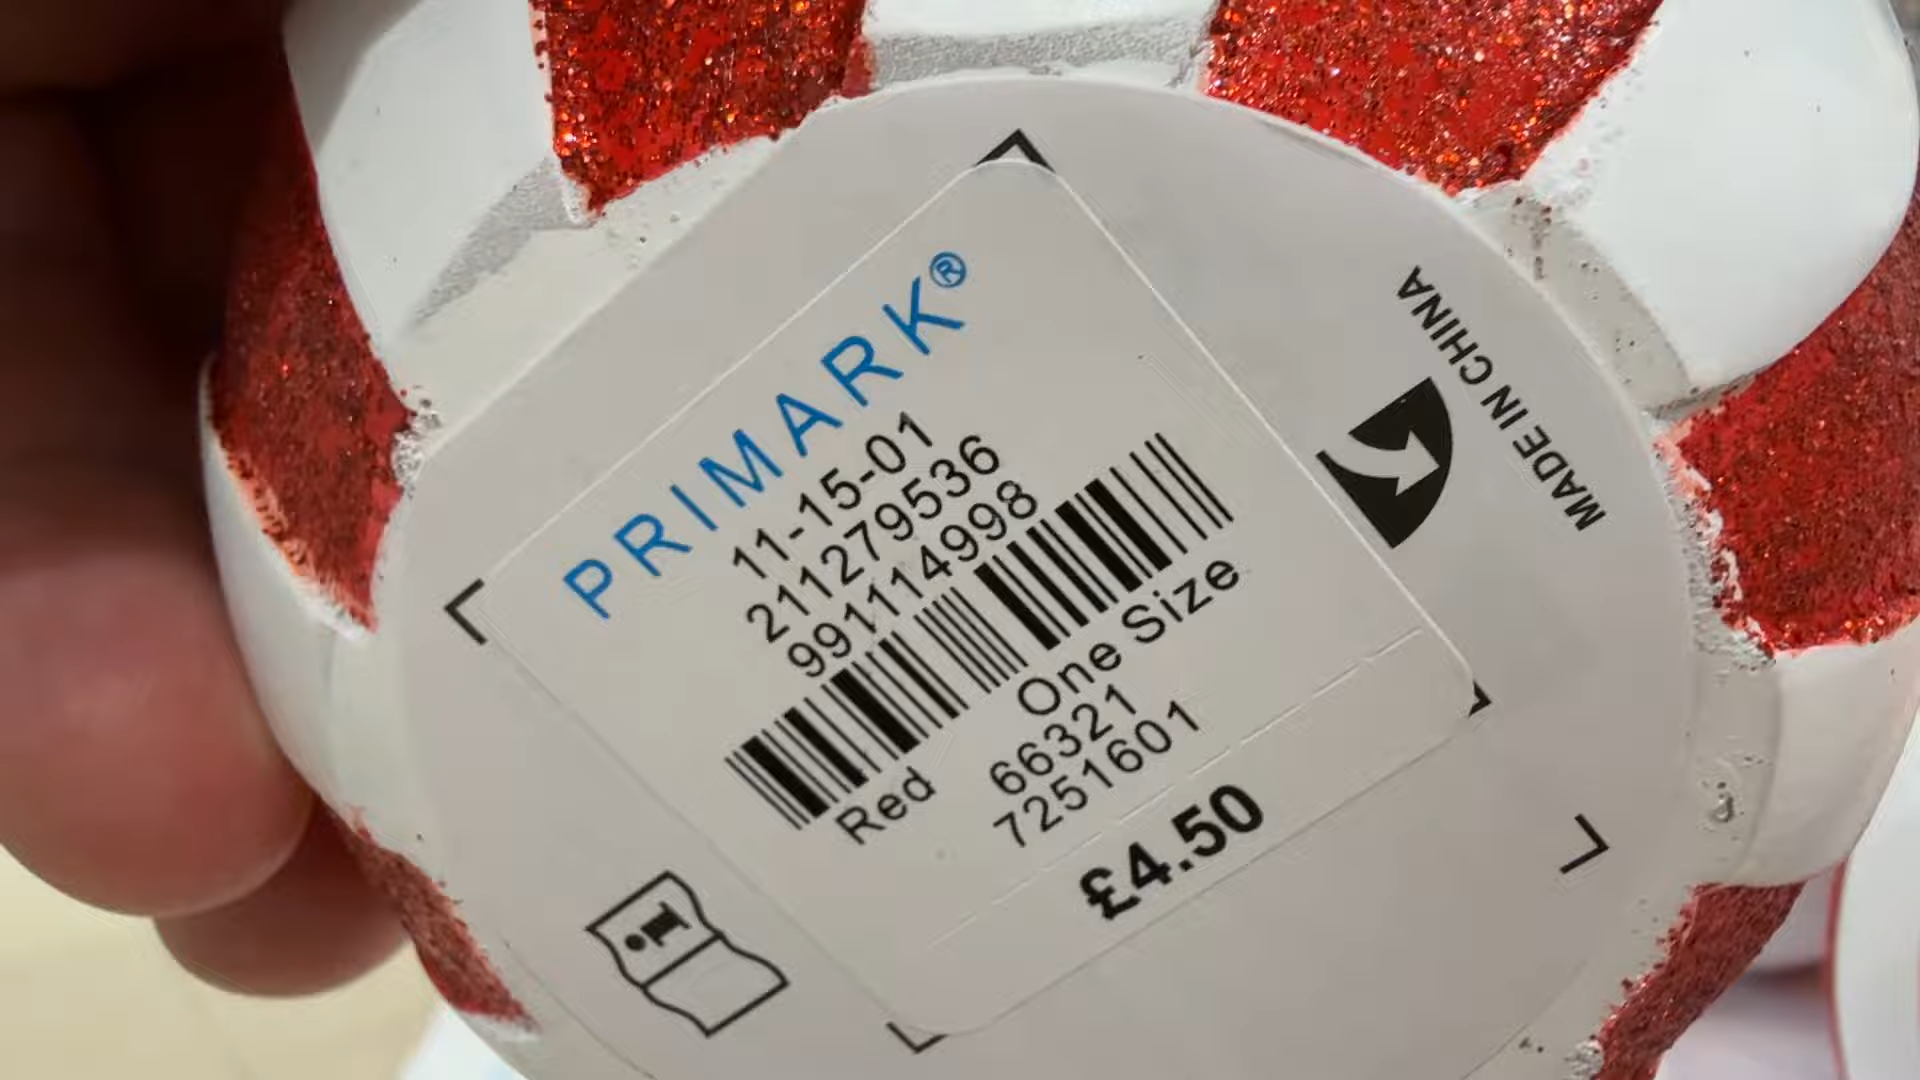 PRIMARK®
11-15-01
211279536
991114998
One Size
Red
66321
7251601
£4.50
MADE IN CHINA
i